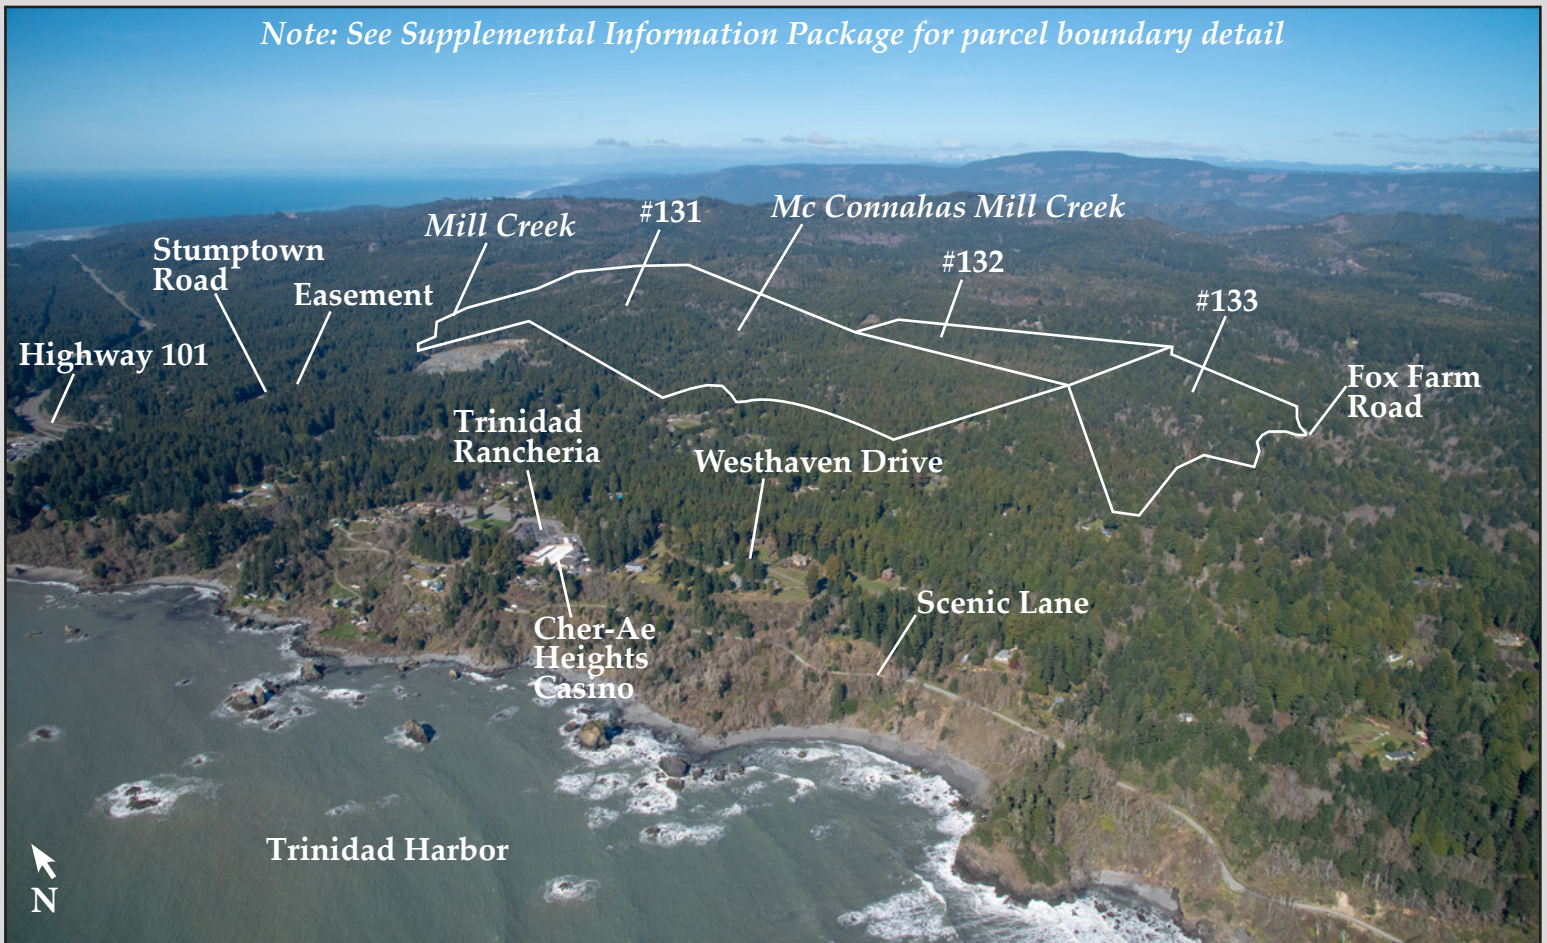 Note: See Supplemental Information Package for parcel boundary detail
Mill Creek
#131
Mc Connahas Mill Creek
Stumptown
Road
Easement
#132
#133
Highway 101
Fox Farm
Road
Trinidad
Rancheria
Westhaven Drive
Scenic Lane
Cher-Ae
Heights
Casino
Trinidad Harbor
N